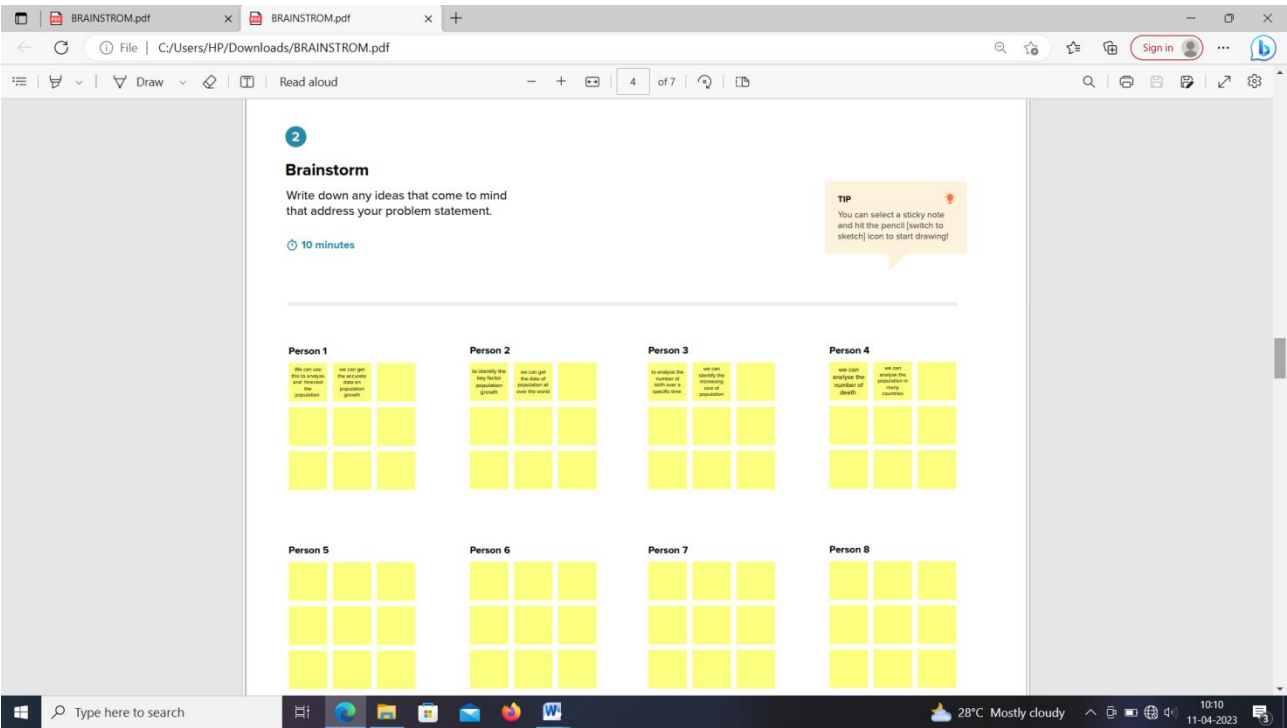 BRAINSTROM.pdf
BRAINSTROM.pdf
File
C:/Users/HP/Downloads/BRAINSTROM.pdf
Sign in
Draw
Read aloud
4
of 7
2
Brainstorm
Write down any ideas that come to mind
that address your problem statement.
10 minutes
TIP
You can select a sticky note
and hit the pencil [switch to
sketch] icon to start drawing!
Person 1
We can use
this to analyze
and forecast
the
population
we can get
the accurate
data on
population
growth
Person 2
to identify the
key factor
population
growth
we can get
the data of
population all
over the world
Person 3
to analyze the
number of
birth over a
specific time
we can
identify the
increasing
size of
population
Person 4
we can
analyse the
number of
death
we can
analyse the
population in
many
countries
Person 5
Person 6
Person 7
Person 8
Type here to search
28°C Mostly cloudy
10:10
11-04-2023